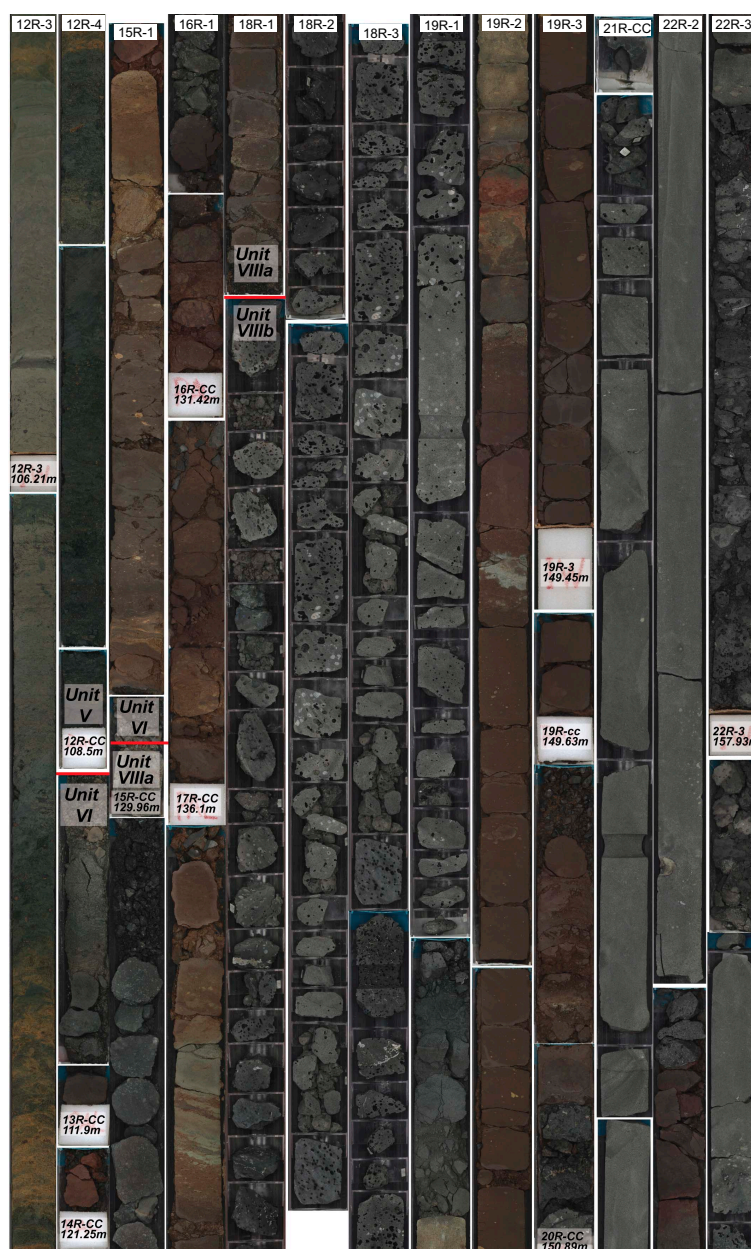 12R-3
12R-4
15R-1
16R-1
18R-1
18R-2
18R-3
19R-1
19R-2
19R-3
21R-CC
22R-2
22R-3
Unit
VIIIa
Unit
VIIIb
16R-CC
131.42m
12R-3
106.21m
19R-3
149.45m
Unit
V
12R-CC
108.5m
Unit
VI
Unit
VI
Unit
VIIIa
15R-CC
129.96m
17R-CC
136.1m
19R-cc
149.63m
22R-3
157.93m
13R-CC
111.9m
14R-CC
121.25m
20R-CC
150.89m